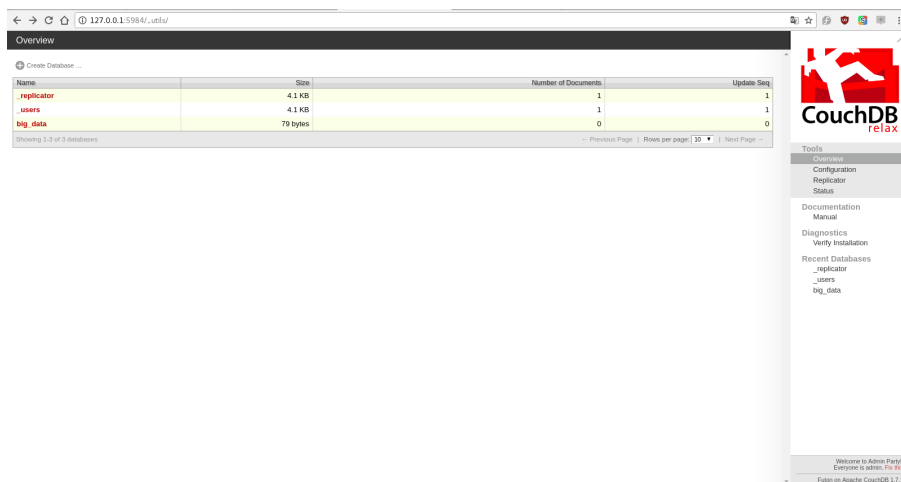 127.0.0.1:5984/_utils/
Overview
Create Database ...
Name Size Number of Documents Update Seq
_replicator 4.1 KB 1 1
_users 4.1 KB 1 1
big_data 79 bytes 0 0
Showing 1-3 of 3 databases ← Previous Page | Rows per page: 10 | Next Page →
CouchDB
relax
Tools
Overview
Configuration
Replicator
Status
Documentation
Manual
Diagnostics
Verify Installation
Recent Databases
_replicator
_users
big_data
Welcome to Admin Party!
Everyone is admin. Fix
Futon on Apache CouchDB 1.7.